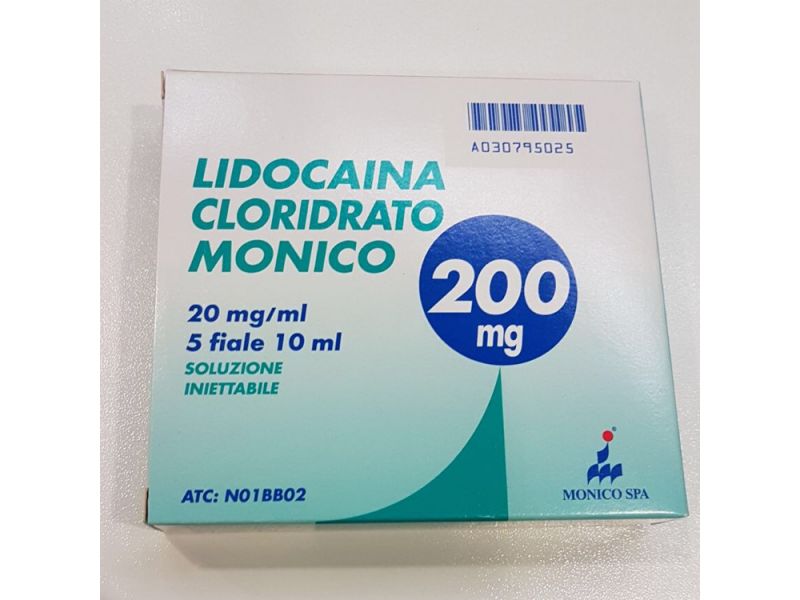 A030795025
LIDOCAINA
CLORIDRATO
MONICO
200
mg
20 mg/ml
5 fiale 10 ml
SOLUZIONE
INIETTABILE
ATC: N01BB02
MONICO SPA